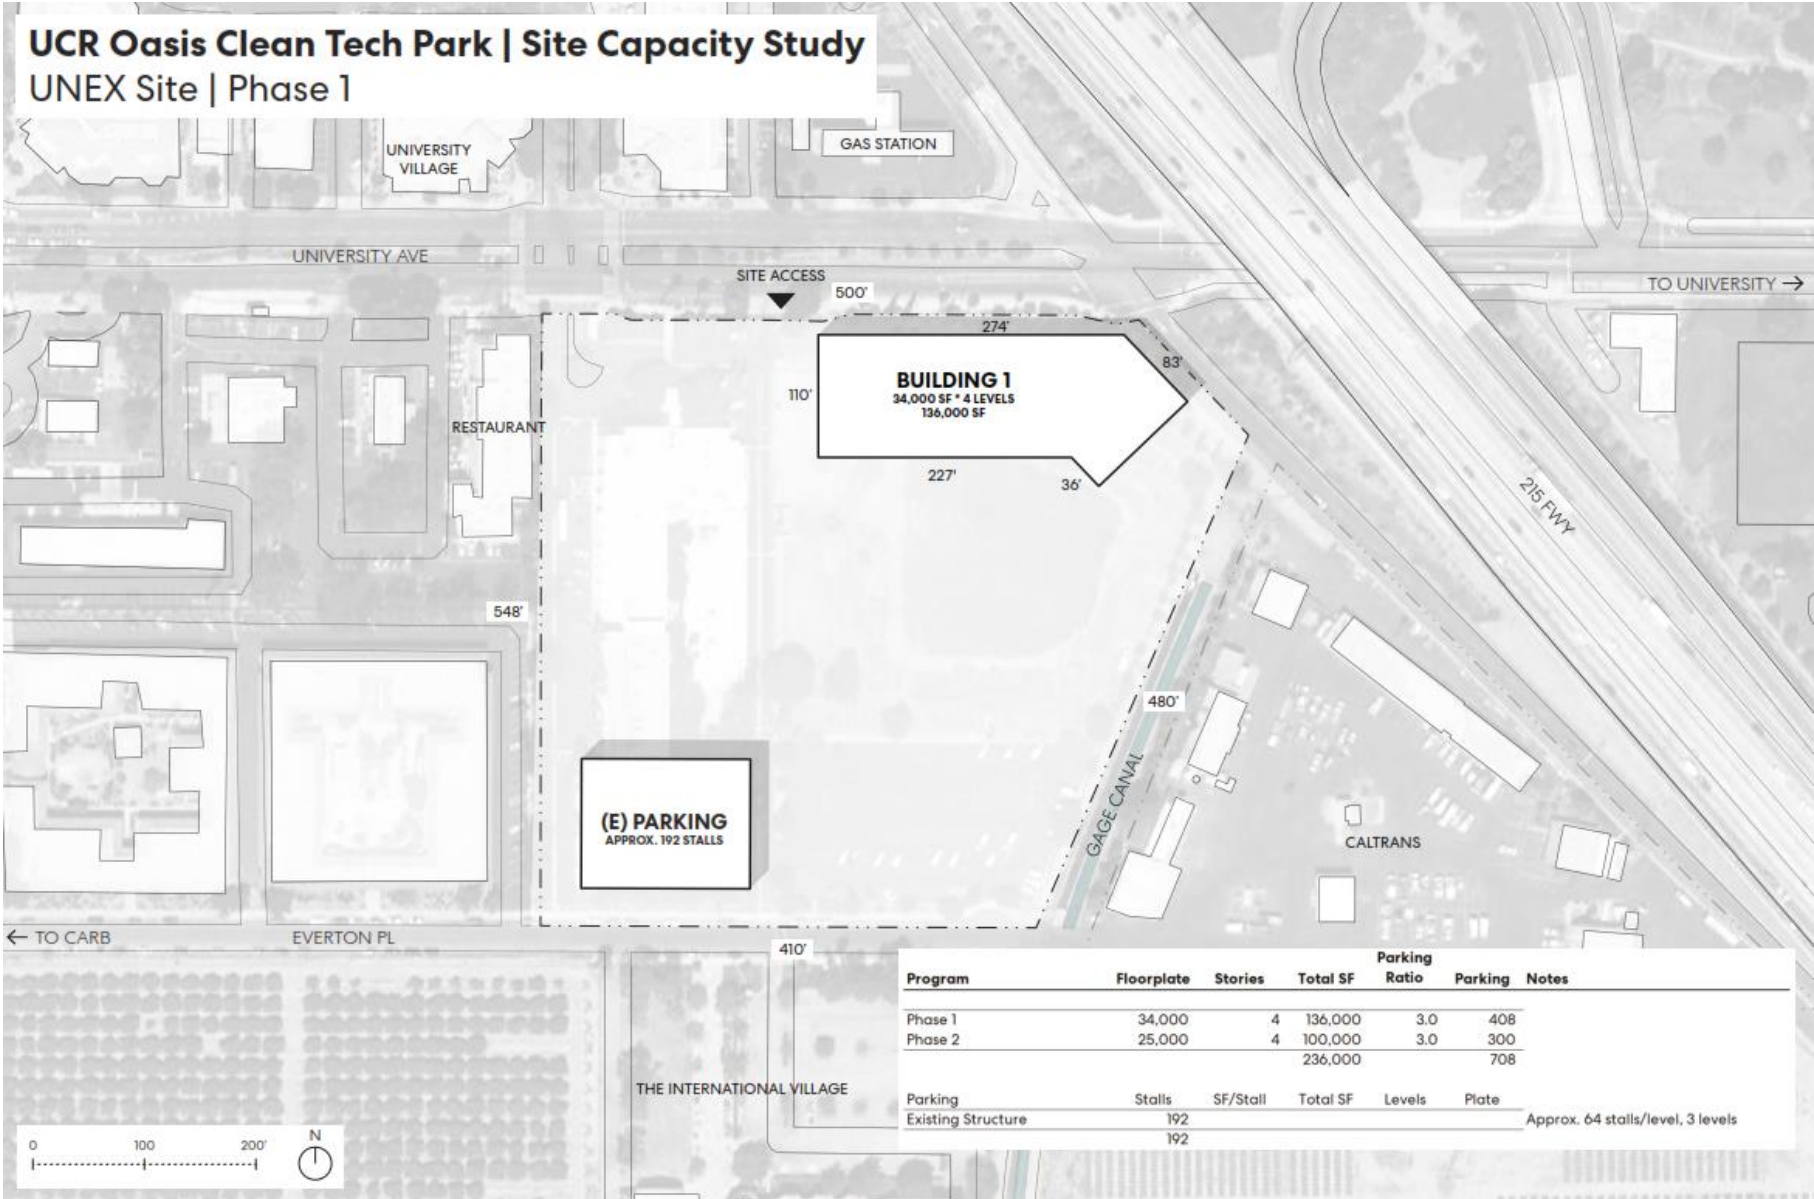 UCR Oasis Clean Tech Park | Site Capacity Study
UNEX Site | Phase 1
UNIVERSITY
VILLAGE
GAS STATION
UNIVERSITY AVE
SITE ACCESS
500'
TO UNIVERSITY →
274'
83'
110'
BUILDING 1
34,000 SF * 4 LEVELS
136,000 SF
RESTAURANT
227'
36'
215 FWY
548'
480'
GAGE CANAL
(E) PARKING
APPROX. 192 STALLS
CALTRANS
← TO CARB
EVERTON PL
410'
THE INTERNATIONAL VILLAGE
Program Floorplate Stories Total SF Parking Ratio Parking Notes
Phase 1 34,000 4 136,000 3.0 408
Phase 2 25,000 4 100,000 3.0 300
236,000 708
Parking Stalls SF/Stall Total SF Levels Plate
Existing Structure 192 Approx. 64 stalls/level, 3 levels
192
0 100 200'
N